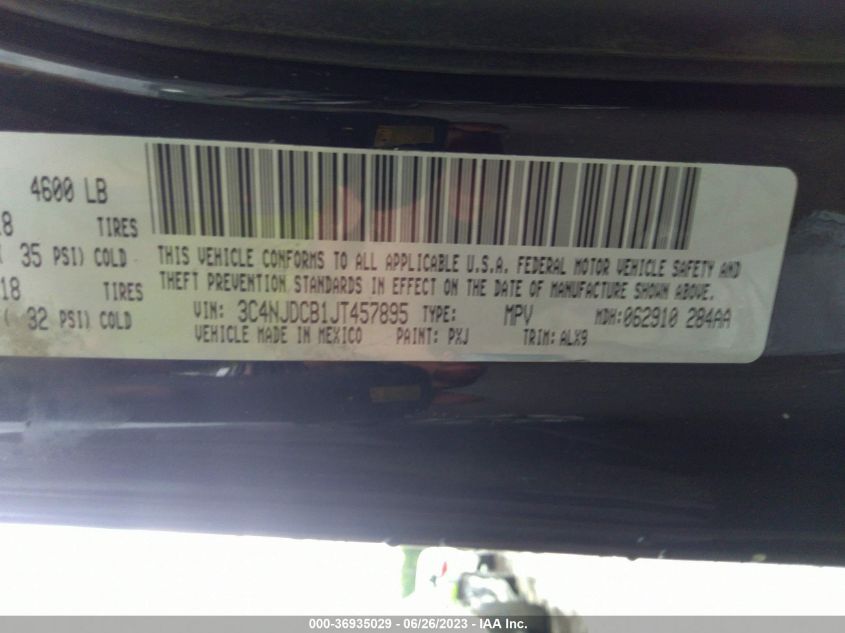 4600 LB
18 TIRES
( 35 PSI) COLD
18 TIRES
( 32 PSI) COLD
THIS VEHICLE CONFORMS TO ALL APPLICABLE U.S.A. FEDERAL MOTOR VEHICLE SAFETY AND
THEFT PREVENTION STANDARDS IN EFFECT ON THE DATE OF MANUFACTURE SHOWN ABOVE.
VIN: 3C4NJDCB1JT457895 TYPE: MPV MDH:062910 284AA
VEHICLE MADE IN MEXICO PAINT: PXJ TRIM: ALX9
000-36935029 - 06/26/2023 - IAA Inc.